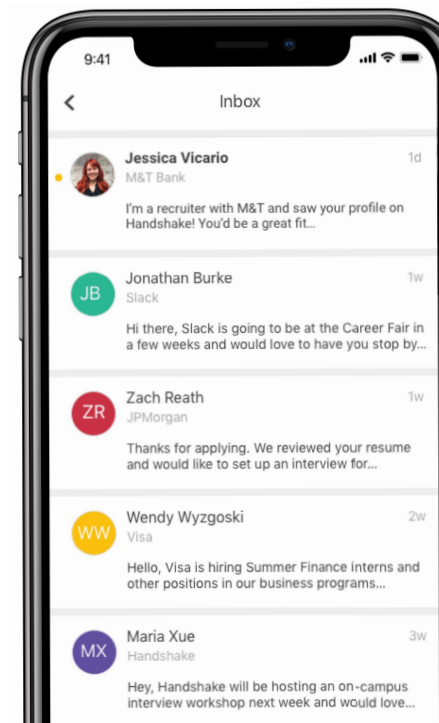 9:41
Inbox
Jessica Vicario
1d
M&T Bank
I'm a recruiter with M&T and saw your profile on
Handshake! You'd be a great fit...
JB
Jonathan Burke
1w
Slack
Hi there, Slack is going to be at the Career Fair in
a few weeks and would love to have you stop by...
ZR
Zach Reath
1w
JPMorgan
Thanks for applying. We reviewed your resume
and would like to set up an interview for...
WW
Wendy Wyzgoski
2w
Visa
Hello, Visa is hiring Summer Finance interns and
other positions in our business programs...
MX
Maria Xue
3w
Handshake
Hey, Handshake will be hosting an on-campus
interview workshop next week and would love...